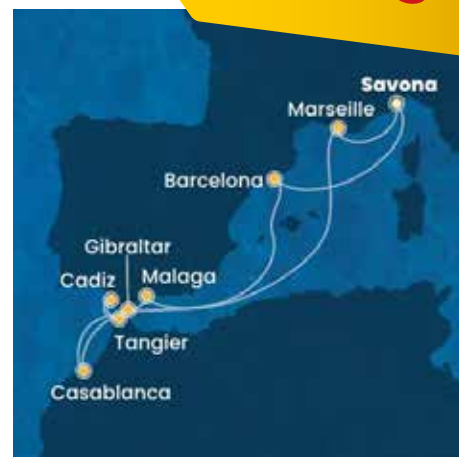 Savona
Marseille
Barcelona
Gibraltar
Cadiz
Malaga
Tangier
Casablanca